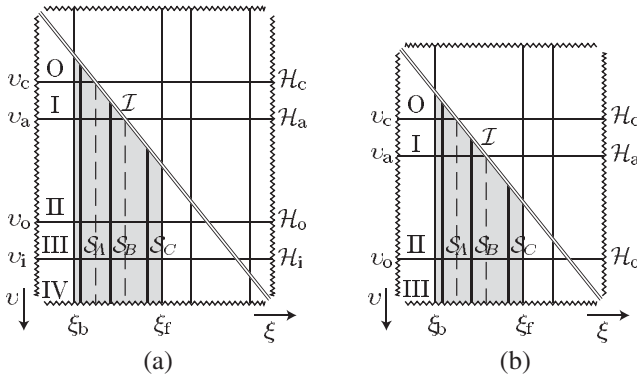 O
υc
ℋc
I
ℐ
υa
ℋa
II
υo
ℋo
III
𝒮A
𝒮B
𝒮C
υi
ℋi
IV
υ
ξb
ξf
ξ
(a)
O
υc
ℋc
I
ℐ
υa
ℋa
II
𝒮A
𝒮B
𝒮C
υo
ℋo
III
υ
ξb
ξf
ξ
(b)